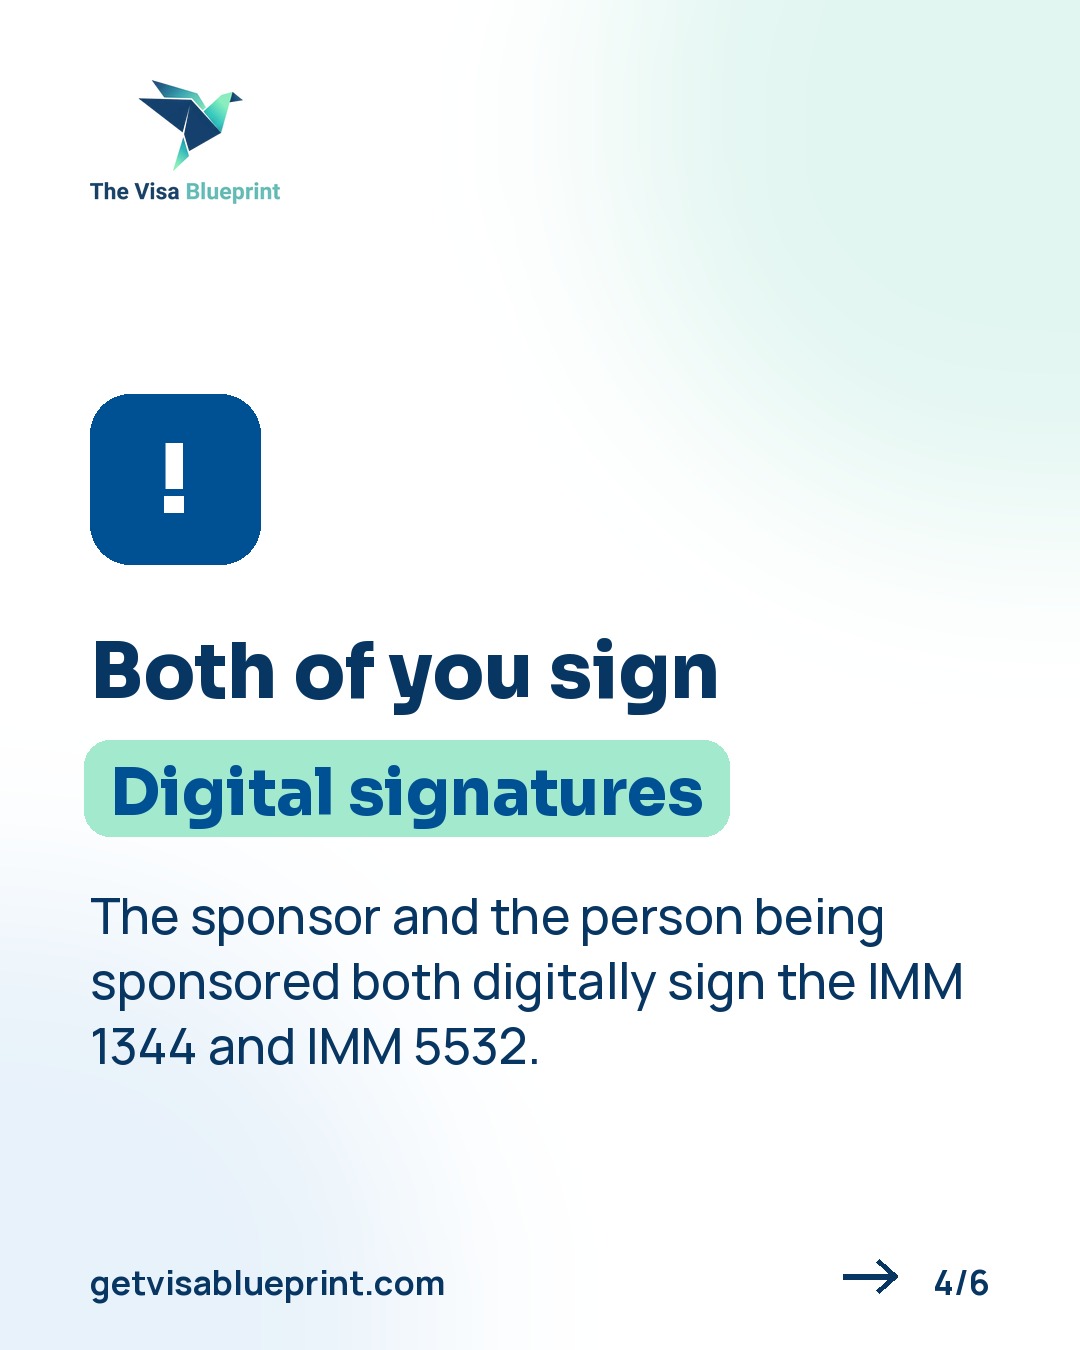 The Visa Blueprint
!
Both of you sign
Digital signatures
The sponsor and the person being
sponsored both digitally sign the IMM
1344 and IMM 5532.
getvisablueprint.com
→ 4/6